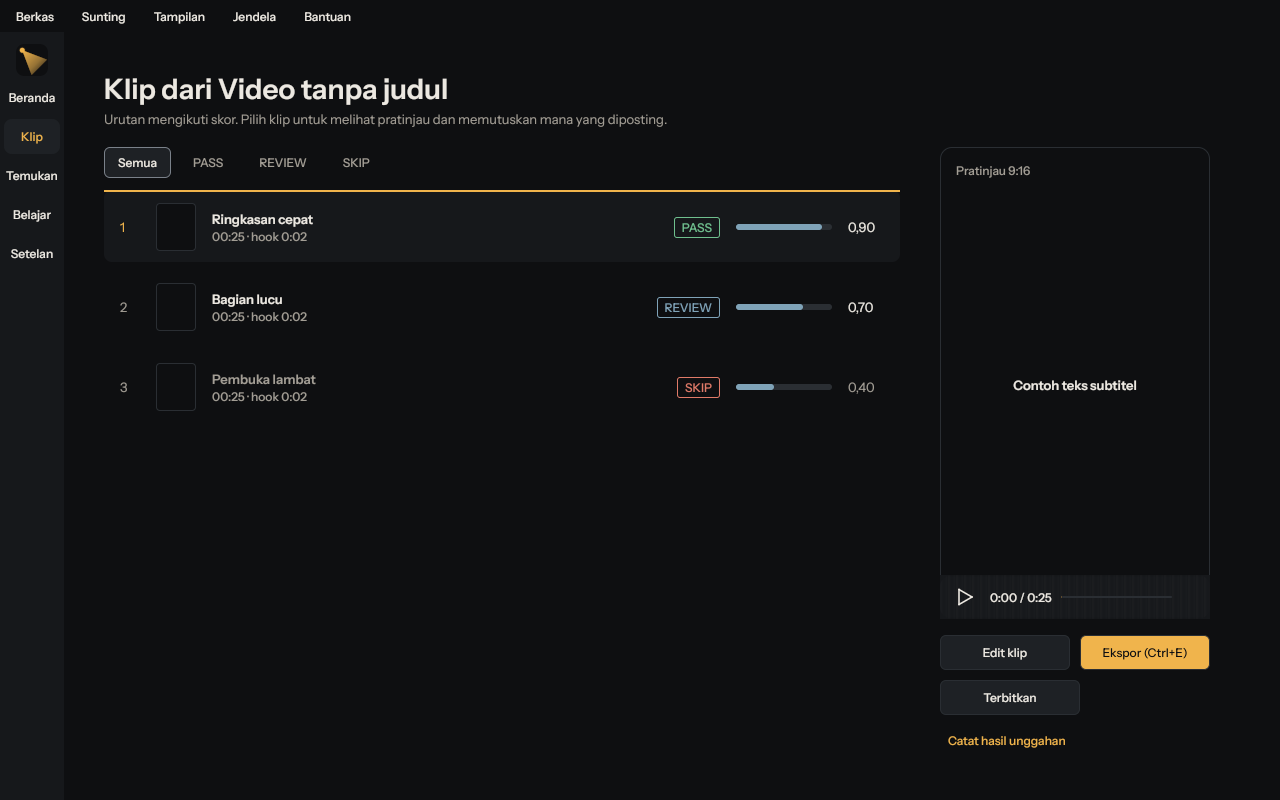 Berkas Sunting Tampilan Jendela Bantuan
Beranda
Klip
Temukan
Belajar
Setelan
Klip dari Video tanpa judul
Urutan mengikuti skor. Pilih klip untuk melihat pratinjau dan memutuskan mana yang diposting.
Semua PASS REVIEW SKIP
1 Ringkasan cepat PASS 0,90
00:25 · hook 0:02
2 Bagian lucu REVIEW 0,70
00:25 · hook 0:02
3 Pembuka lambat SKIP 0,40
00:25 · hook 0:02
Pratinjau 9:16
Contoh teks subtitel
0:00 / 0:25
Edit klip Ekspor (Ctrl+E)
Terbitkan
Catat hasil unggahan